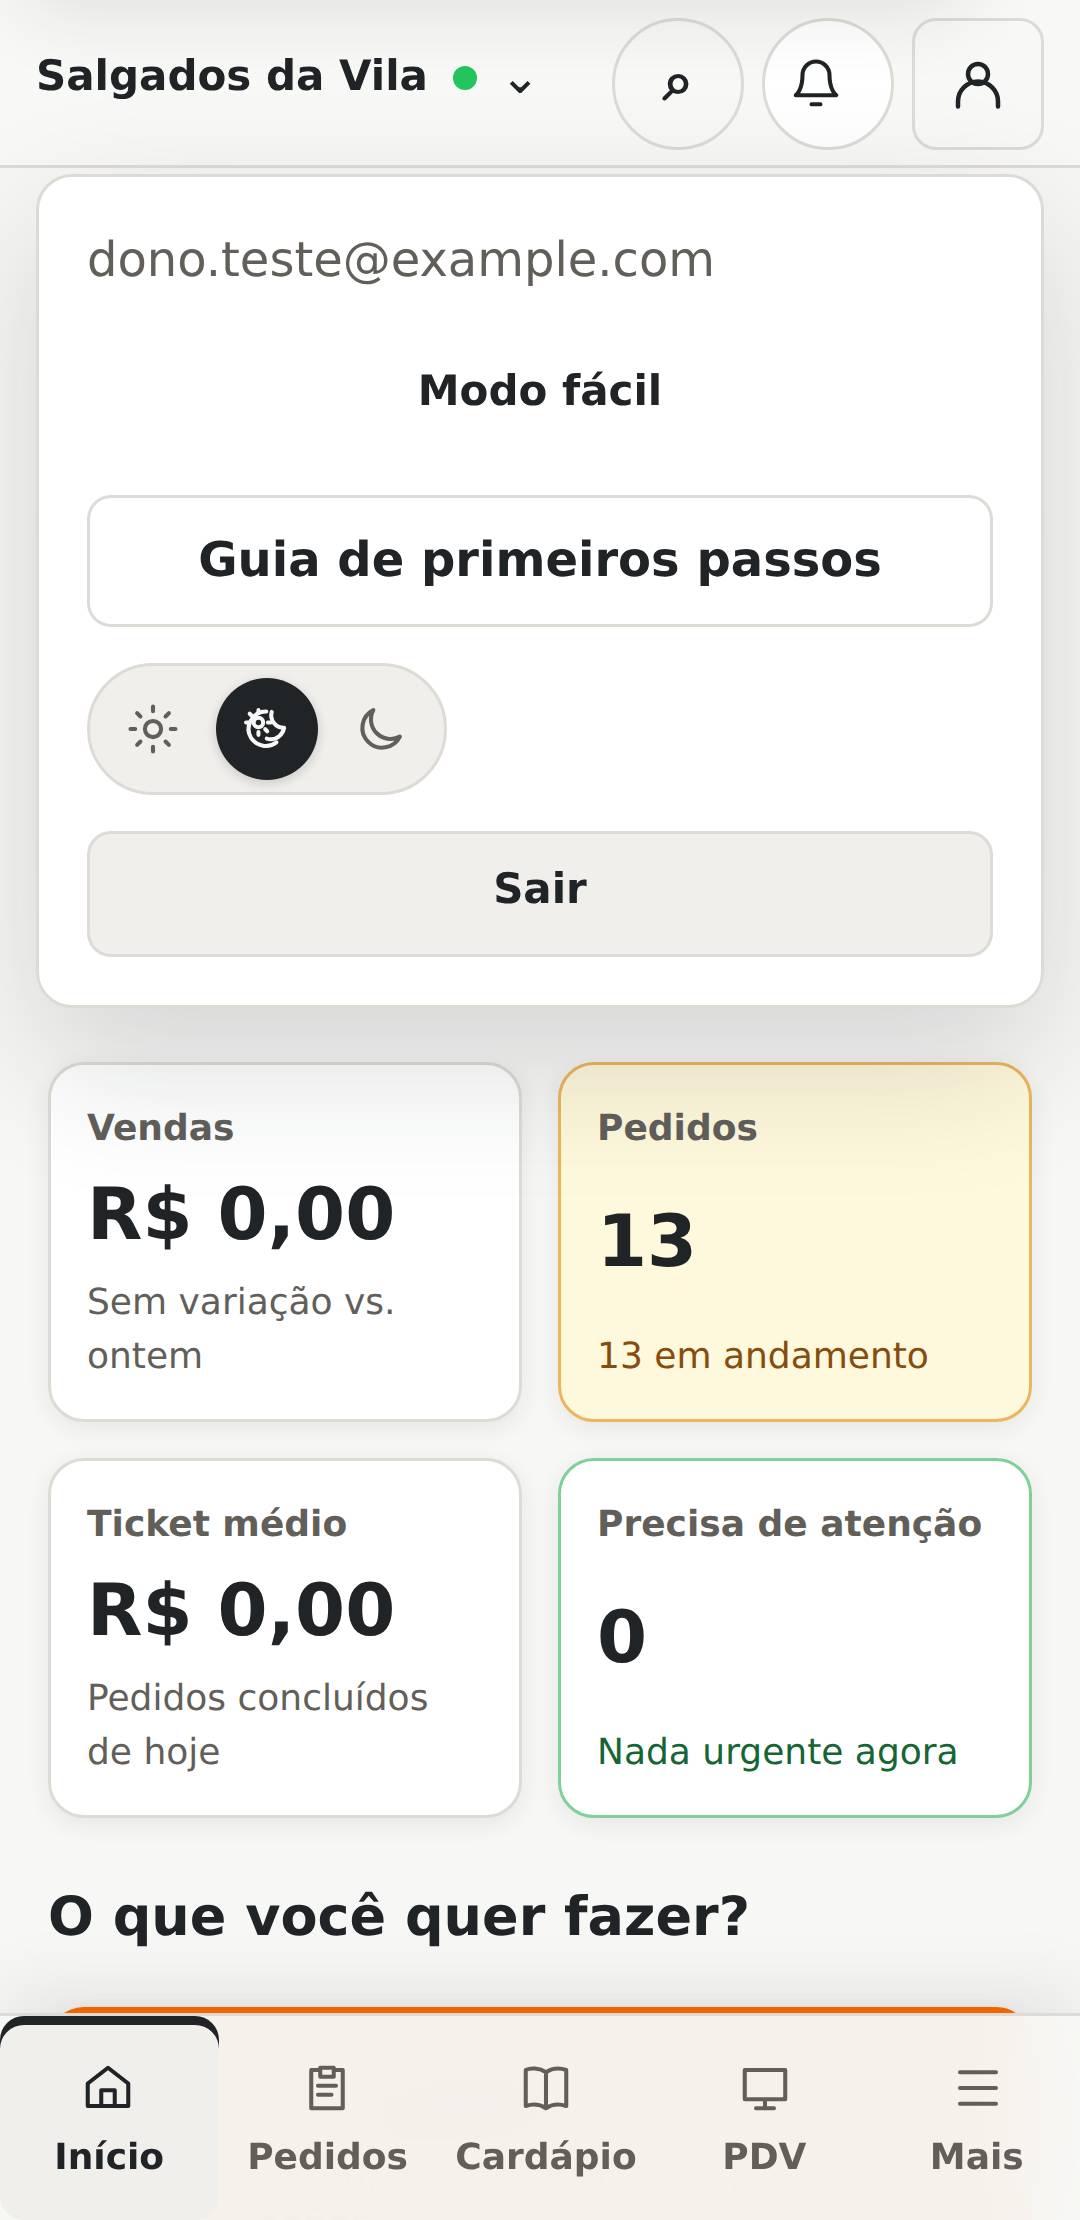 Salgados da Vila
dono.teste@example.com
Modo fácil
Guia de primeiros passos
Sair
Vendas
R$ 0,00
Sem variação vs.
ontem
Pedidos
13
13 em andamento
Ticket médio
R$ 0,00
Pedidos concluídos
de hoje
Precisa de atenção
0
Nada urgente agora
O que você quer fazer?
Início
Pedidos
Cardápio
PDV
Mais